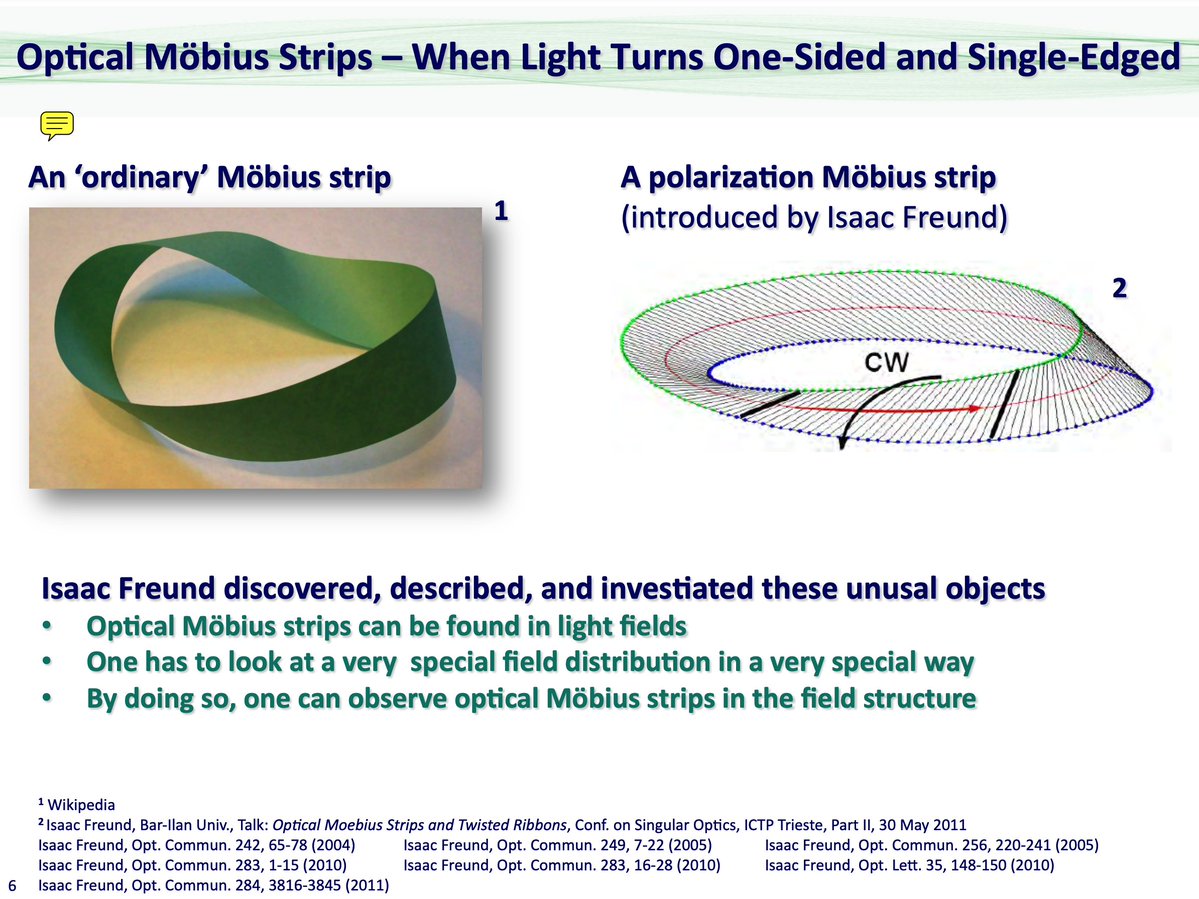 Optical Möbius Strips – When Light Turns One-Sided and Single-Edged
An ‘ordinary’ Möbius strip
1
A polarization Möbius strip
(introduced by Isaac Freund)
2
CW
Isaac Freund discovered, described, and investiated these unusal objects
• Optical Möbius strips can be found in light fields
• One has to look at a very special field distribution in a very special way
• By doing so, one can observe optical Möbius strips in the field structure
1 Wikipedia
2 Isaac Freund, Bar-Ilan Univ., Talk: Optical Moebius Strips and Twisted Ribbons, Conf. on Singular Optics, ICTP Trieste, Part II, 30 May 2011
Isaac Freund, Opt. Commun. 242, 65-78 (2004) Isaac Freund, Opt. Commun. 249, 7-22 (2005) Isaac Freund, Opt. Commun. 256, 220-241 (2005)
Isaac Freund, Opt. Commun. 283, 1-15 (2010) Isaac Freund, Opt. Commun. 283, 16-28 (2010) Isaac Freund, Opt. Lett. 35, 148-150 (2010)
6 Isaac Freund, Opt. Commun. 284, 3816-3845 (2011)